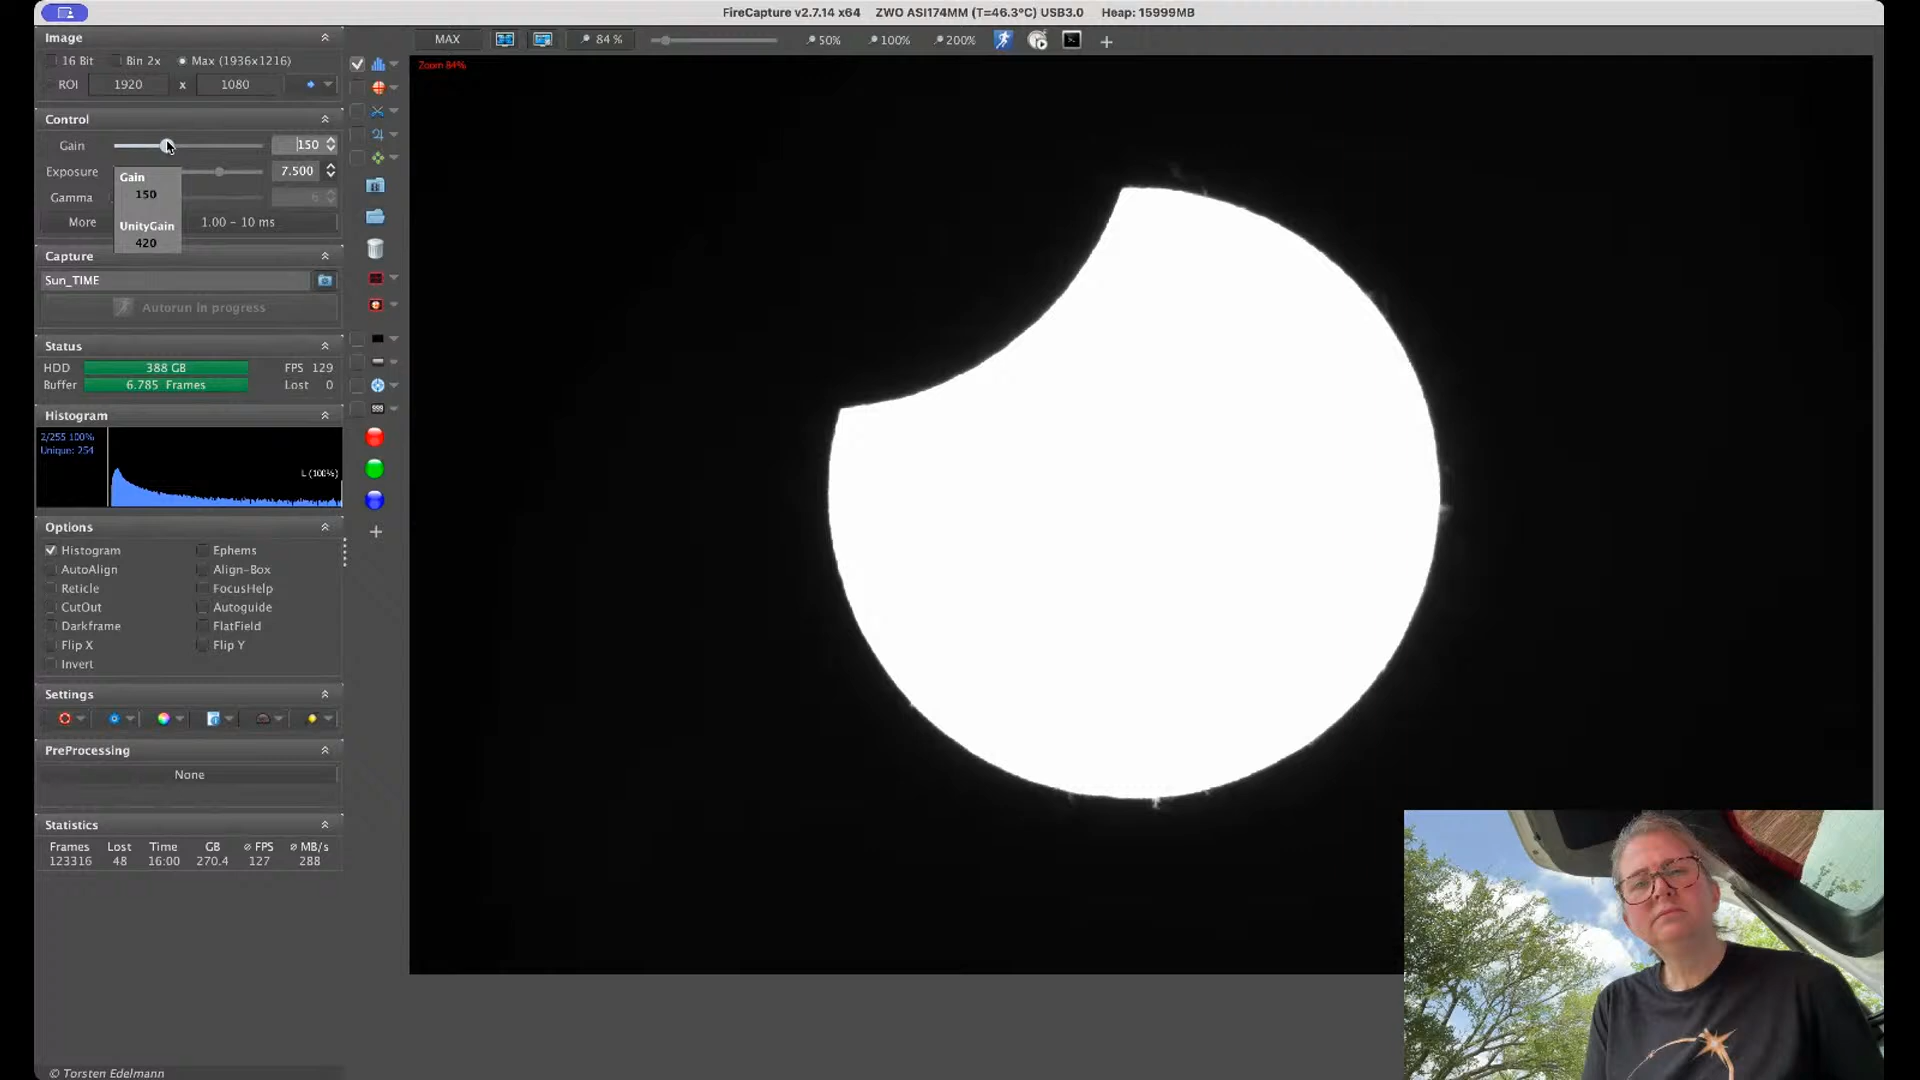 FireCapture v2.7.14 x64 ZWO ASI174MM (T=46.3°C) USB3.0 Heap: 15999MB
Image
MAX
84 %
50%
100%
200%
16 Bit Bin 2x Max (1936x1216)
ROI 1920 x 1080
Zoom 84%
Control
Gain 150
Exposure 7.500
Gamma 6
More 1.00 - 10 ms
Gain
150
UnityGain
420
Capture
Sun_TIME
Autorun in progress
Status
HDD 388 GB FPS 129
Buffer 6.785 Frames Lost 0
Histogram
2/255 100%
Unique: 254
L (100%)
Options
Histogram Ephems
AutoAlign Align-Box
Reticle FocusHelp
CutOut Autoguide
Darkframe FlatField
Flip X Flip Y
Invert
Settings
PreProcessing
None
Statistics
Frames Lost Time GB ⌀ FPS ⌀ MB/s
123316 48 16:00 270.4 127 288
999
© Torsten Edelmann